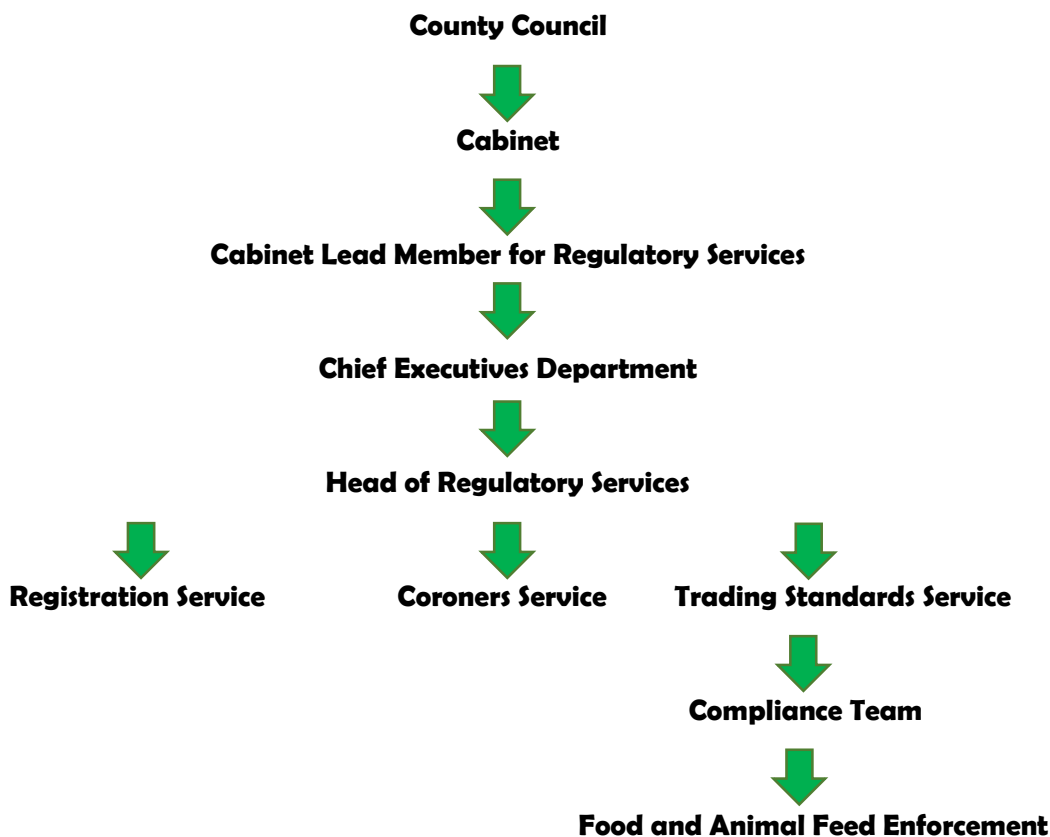 County Council
Cabinet
Cabinet Lead Member for Regulatory Services
Chief Executives Department
Head of Regulatory Services
Registration Service
Coroners Service
Trading Standards Service
Compliance Team
Food and Animal Feed Enforcement